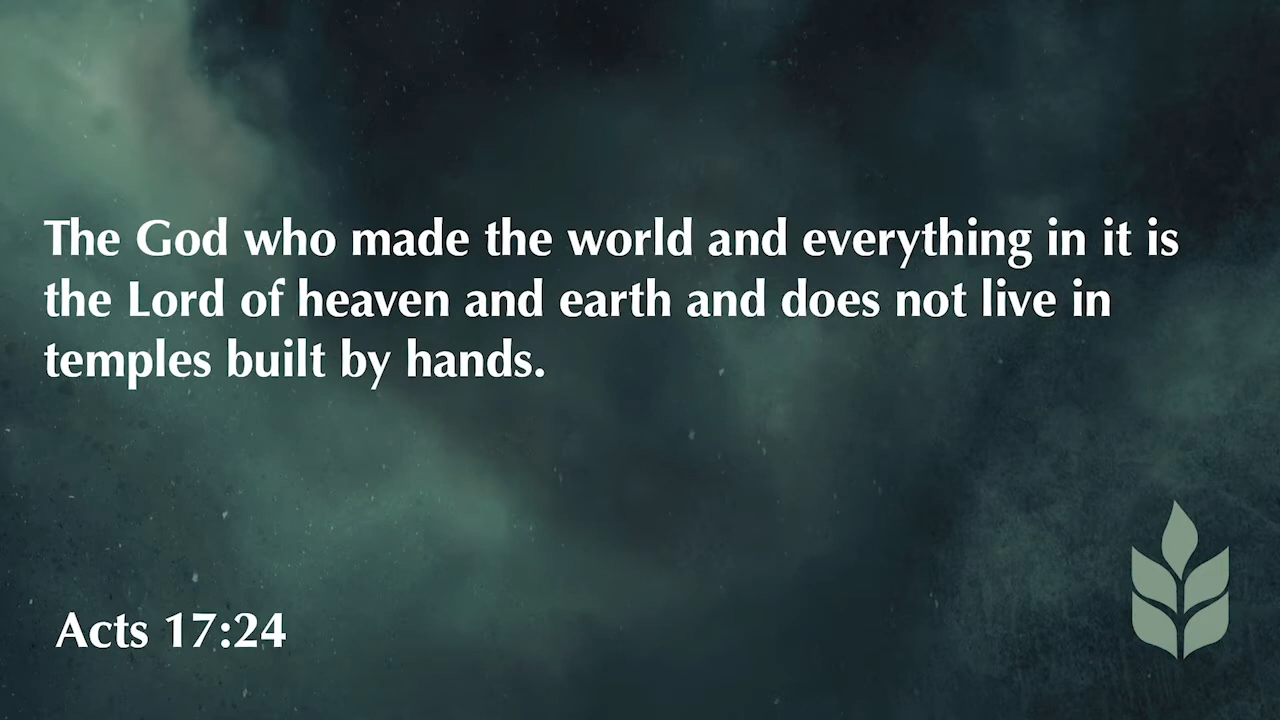 The God who made the world and everything in it is
the Lord of heaven and earth and does not live in
temples built by hands.
Acts 17:24